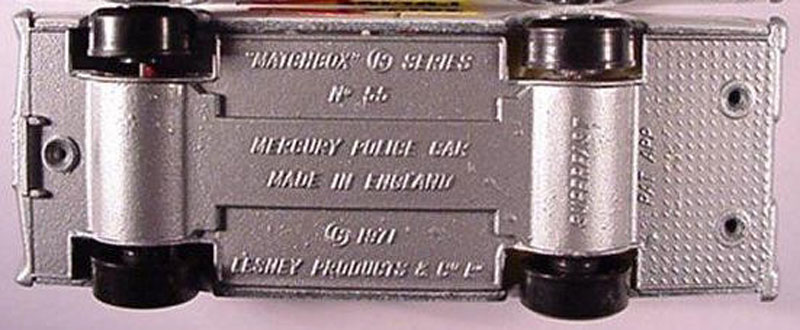 "MATCHBOX" ® SERIES
No 55
MERCURY POLICE CAR
MADE IN ENGLAND
© 1971
LESNEY PRODUCTS & Co Ltd
SUPERFAST
PAT APP